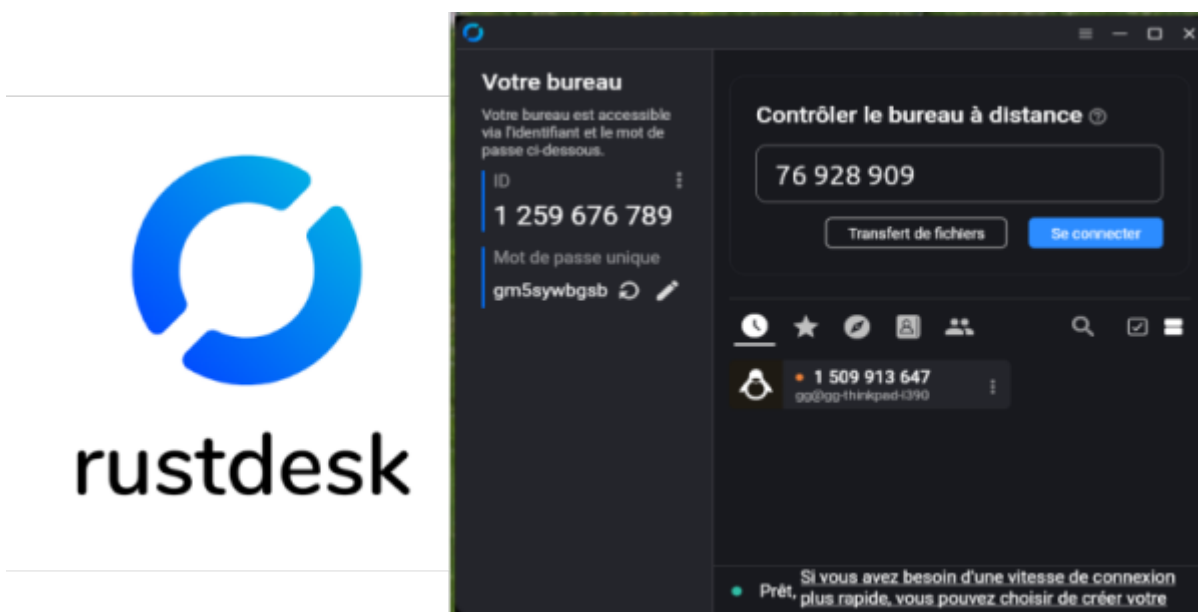 rustdesk
Votre bureau
Votre bureau est accessible
via l'identifiant et le mot de
passe ci-dessous.
ID
1 259 676 789
Mot de passe unique
gm5sywbgsb
Contrôler le bureau à distance
76 928 909
Transfert de fichiers
Se connecter
1 509 913 647
gg@gg-thinkpad-l390
Prêt, Si vous avez besoin d'une vitesse de connexion
plus rapide, vous pouvez choisir de créer votre